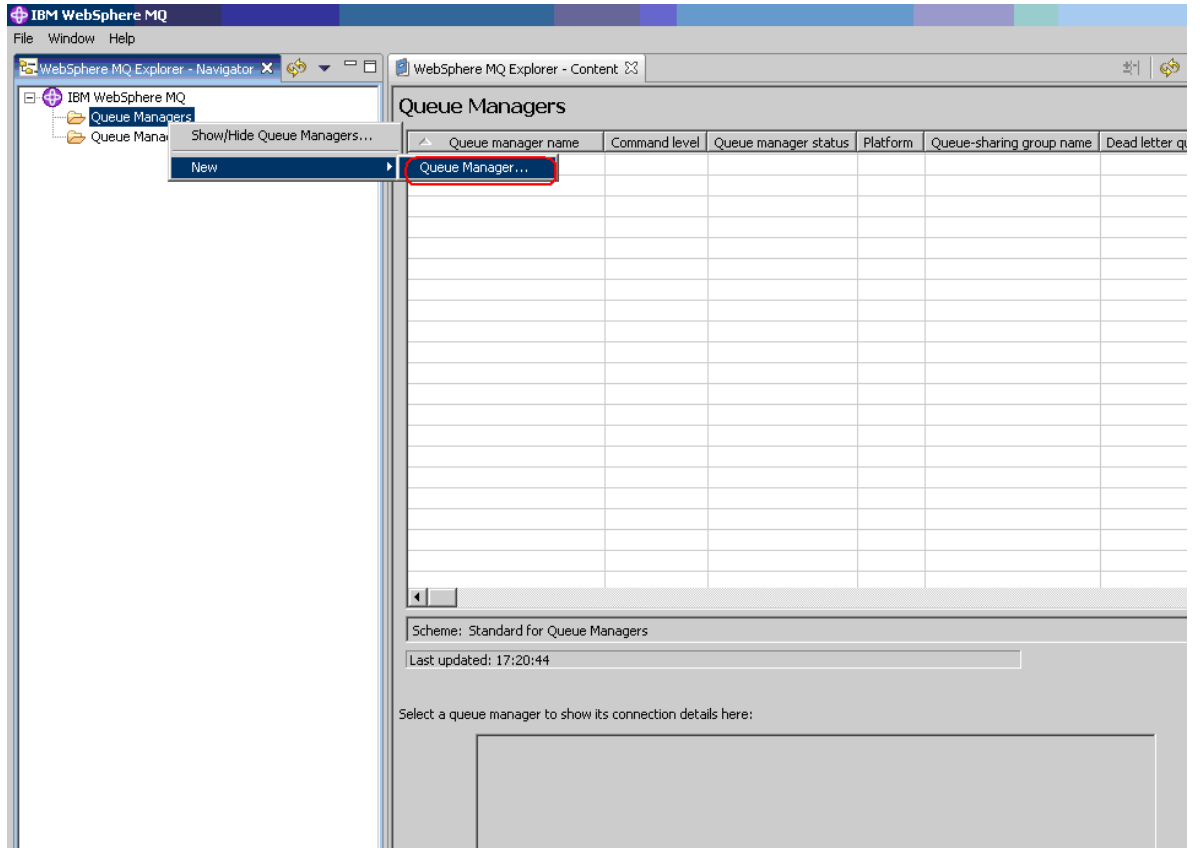 IBM WebSphere MQ
File Window Help
WebSphere MQ Explorer - Navigator
WebSphere MQ Explorer - Content
IBM WebSphere MQ
Queue Managers
Queue Mana
Show/Hide Queue Managers...
New
Queue Manager...
Queue Managers
Queue manager name Command level Queue manager status Platform Queue-sharing group name Dead letter qu
Scheme: Standard for Queue Managers
Last updated: 17:20:44
Select a queue manager to show its connection details here: